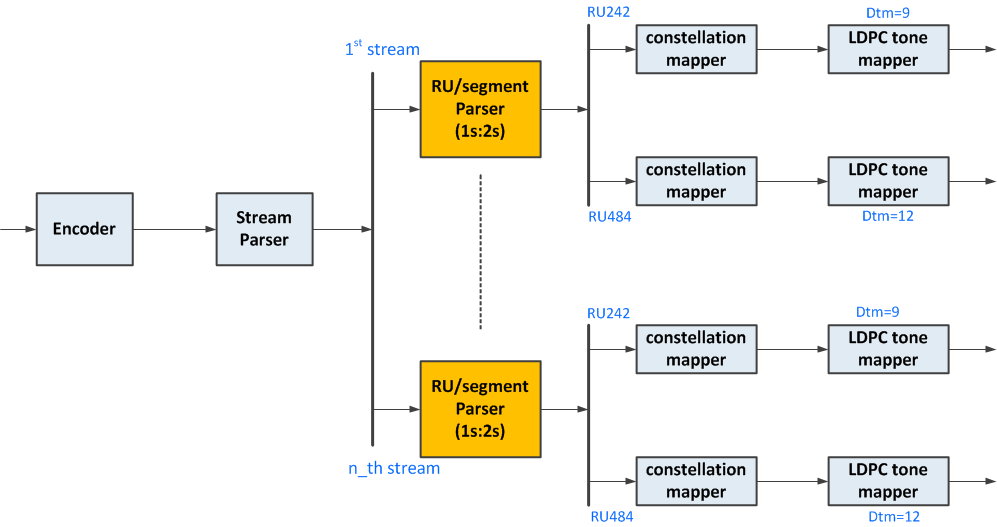 RU242
Dtm=9
constellation
mapper
LDPC tone
mapper
1st stream
RU/segment
Parser
(1s:2s)
constellation
mapper
LDPC tone
mapper
RU484
Dtm=12
Encoder
Stream
Parser
RU242
Dtm=9
constellation
mapper
LDPC tone
mapper
RU/segment
Parser
(1s:2s)
n_th stream
constellation
mapper
LDPC tone
mapper
RU484
Dtm=12